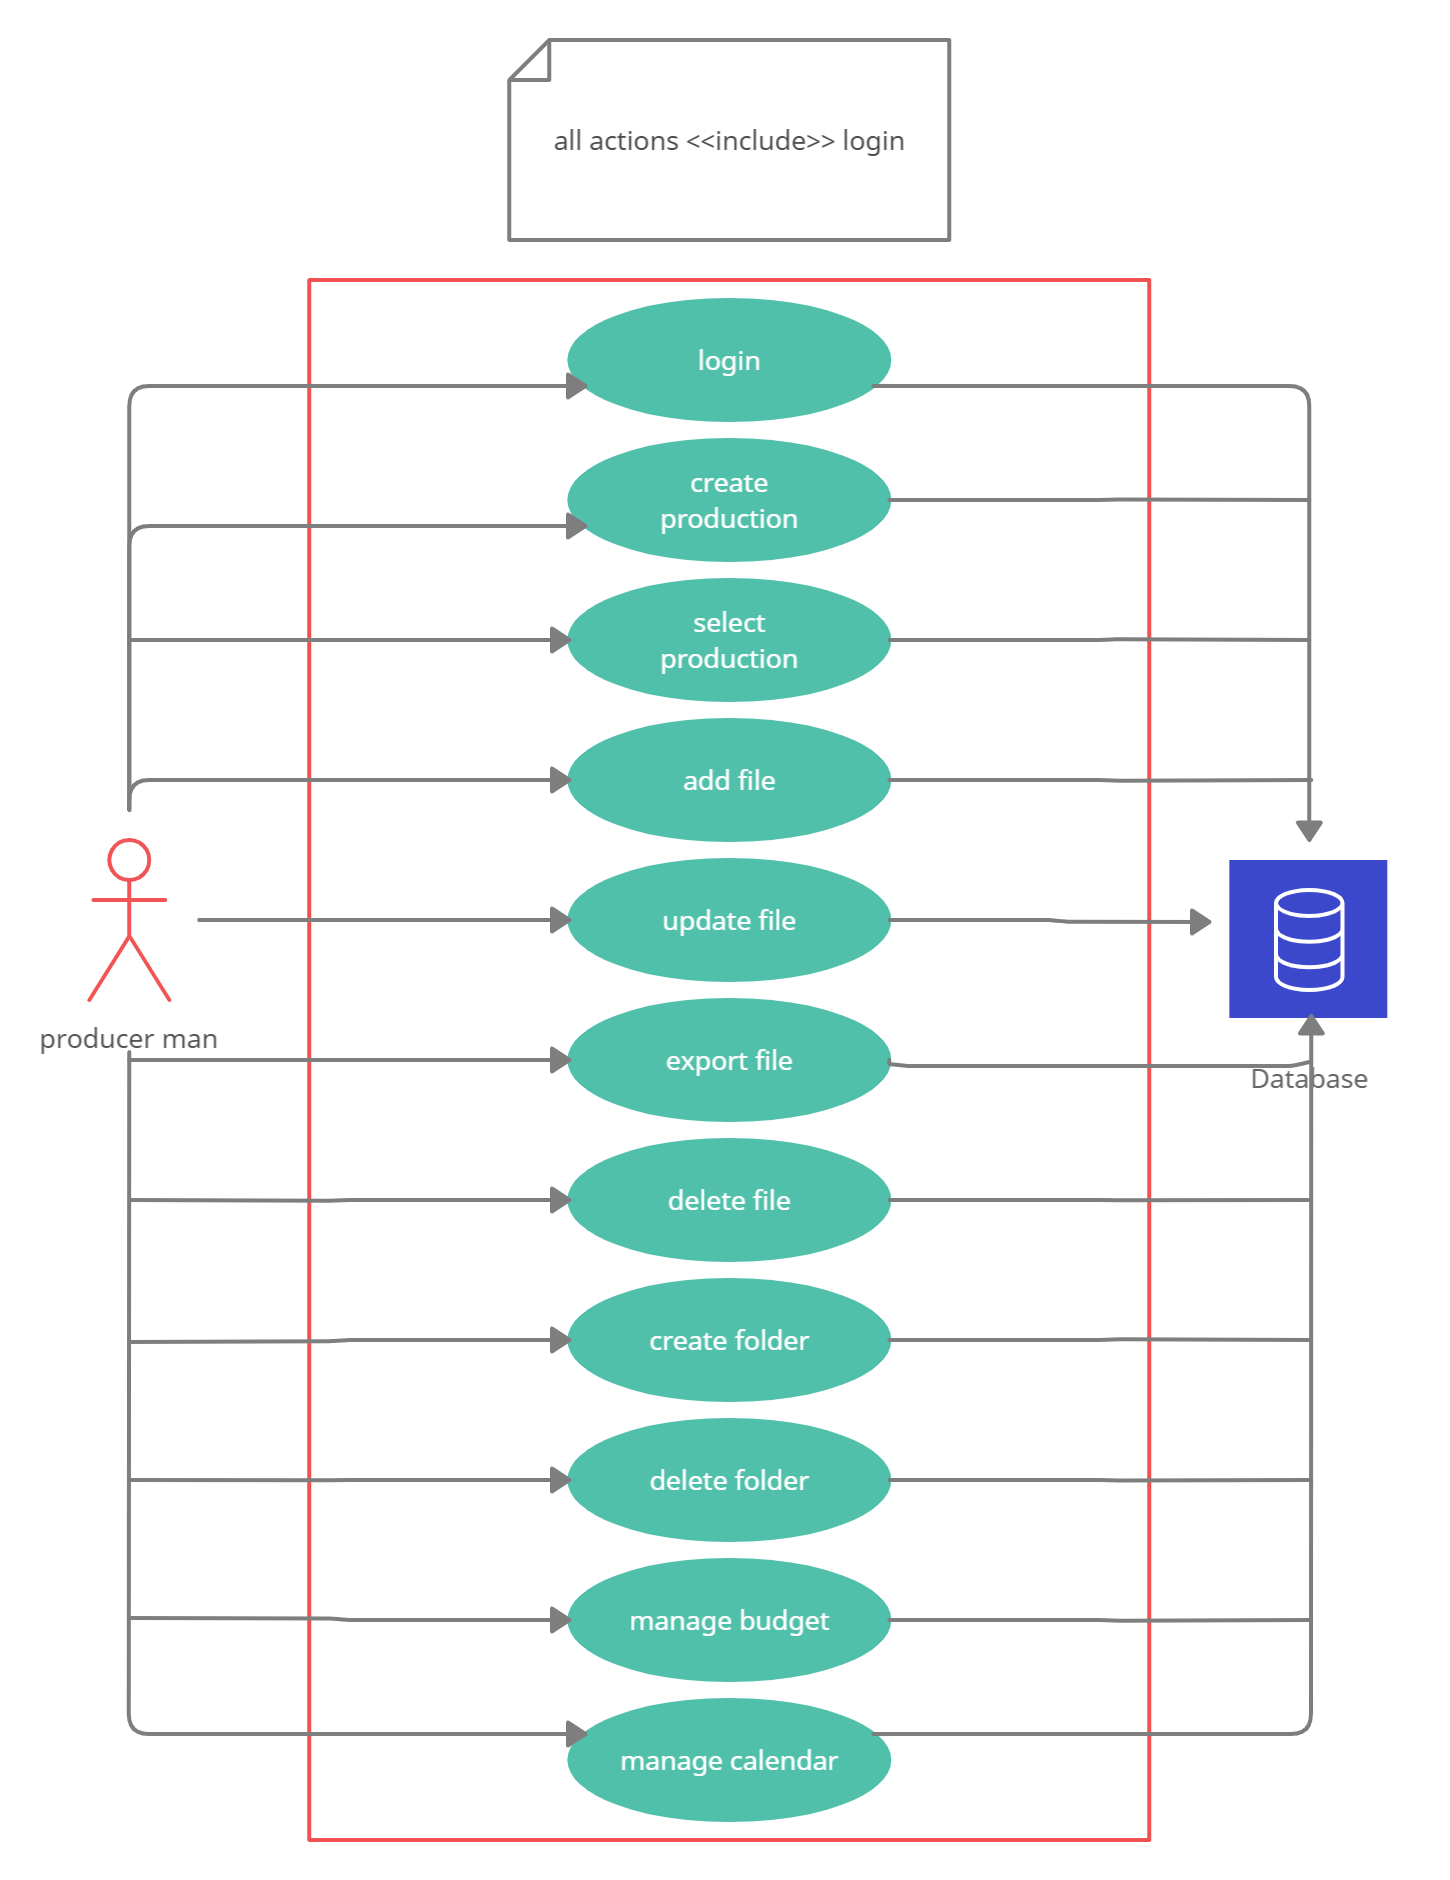 all actions <<include>> login
login
create
production
select
production
add file
update file
producer man
export file
Database
delete file
create folder
delete folder
manage budget
manage calendar